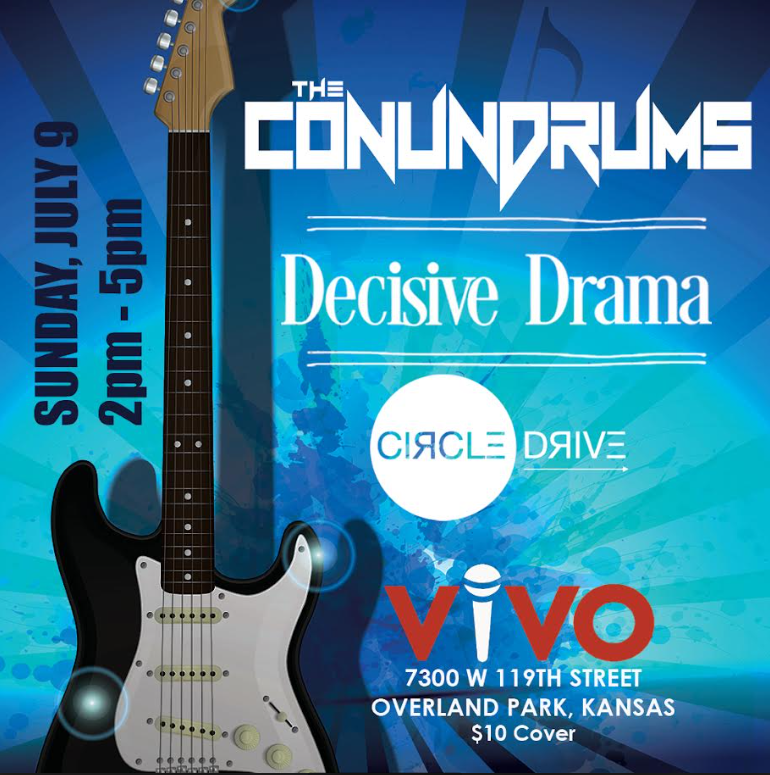 SUNDAY, JULY 9
2pm - 5pm
THE
CONUNDRUMS
Decisive Drama
CIRCLE DRIVE
VIVO
7300 W 119TH STREET
OVERLAND PARK, KANSAS
$10 Cover